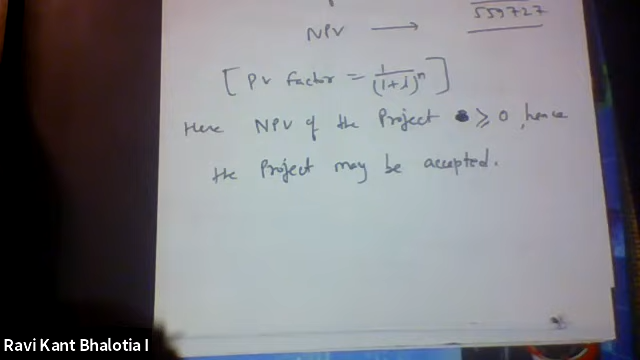 559727
NPV →
[ PV factor = 1/(1+i)^n ]
Here NPV of the Project ≥ 0, hence
the Project may be accepted.
Ravi Kant Bhalotia I